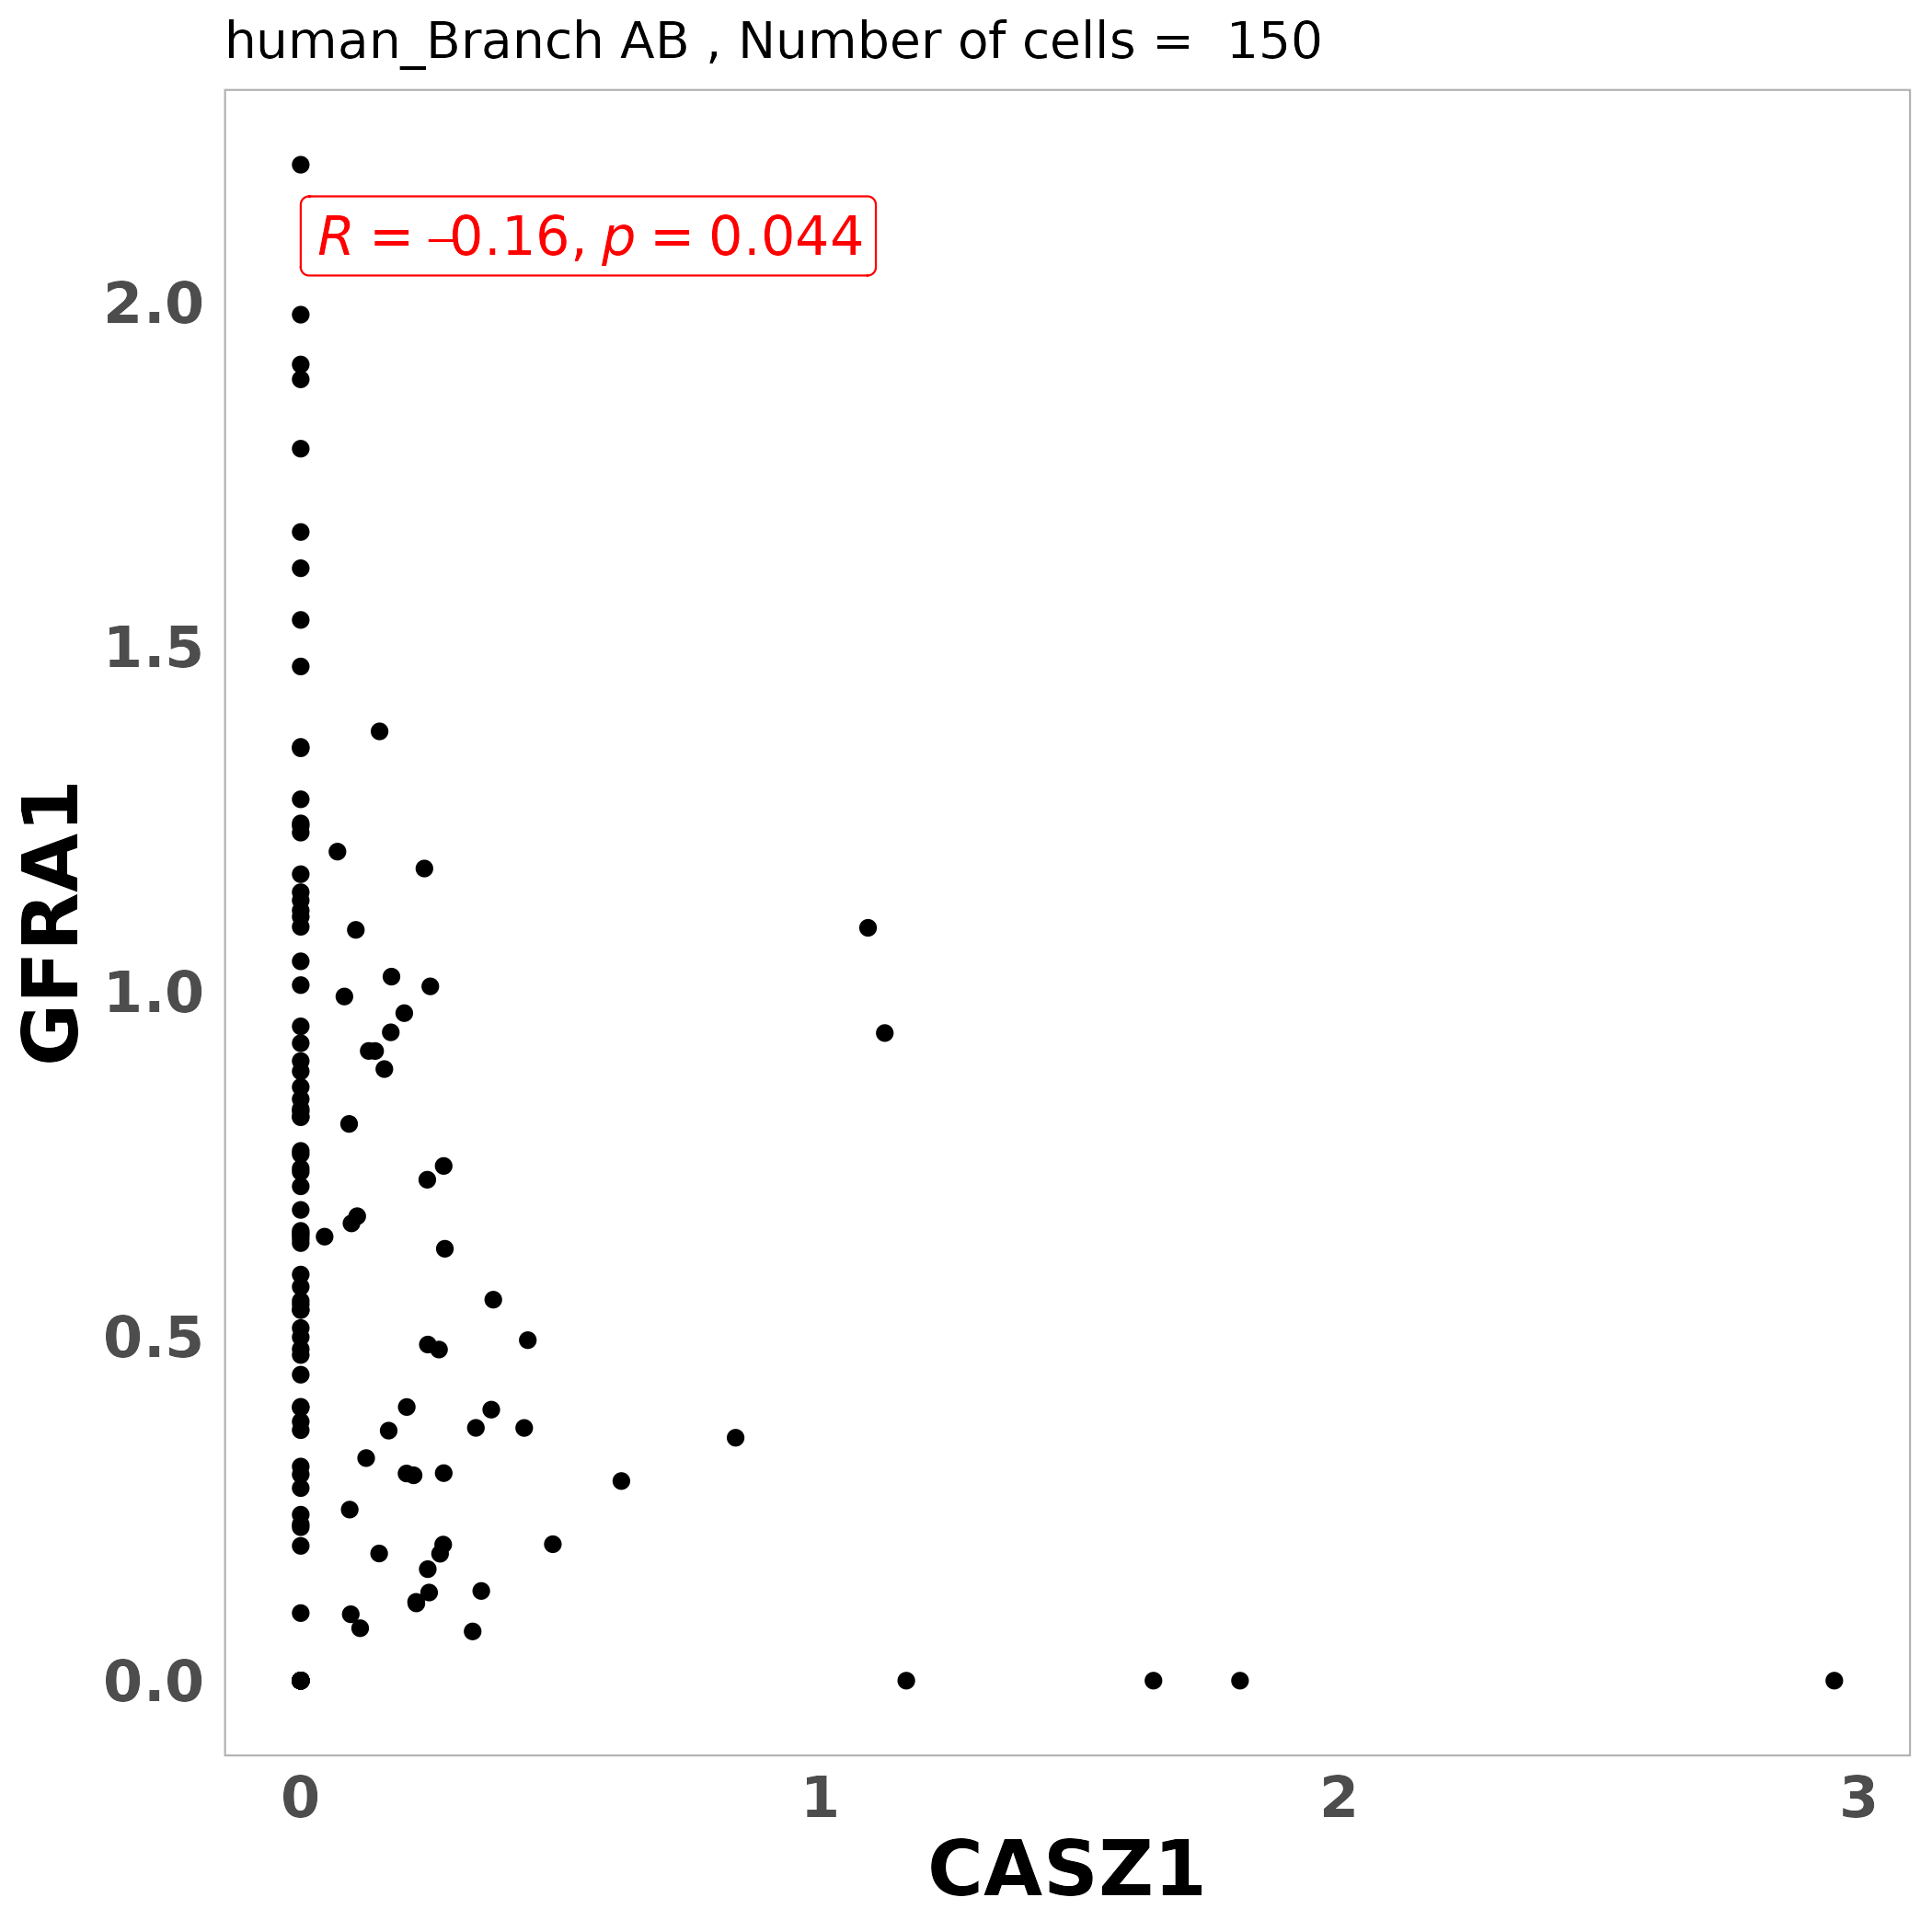 human_Branch AB , Number of cells =  150
R = –0.16, p = 0.044
2.0
1.5
1.0
0.5
0.0
GFRA1
0 1 2 3
CASZ1